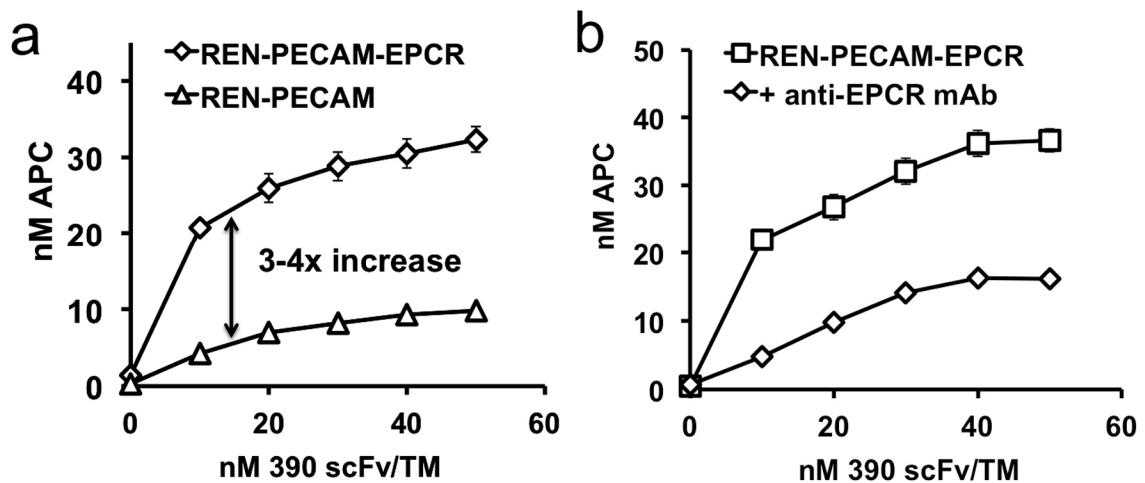 a
REN-PECAM-EPCR
REN-PECAM
40
30
20
10
0
nM APC
3-4x increase
0 20 40 60
nM 390 scFv/TM
b
REN-PECAM-EPCR
+ anti-EPCR mAb
50
40
30
20
10
0
nM APC
0 20 40 60
nM 390 scFv/TM